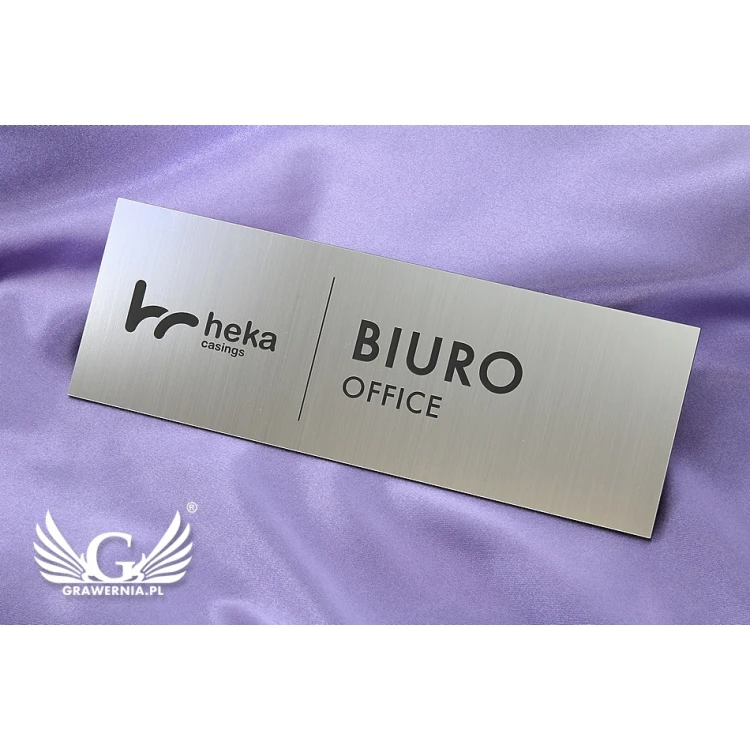 heka
casings
BIURO
OFFICE
G
®
GRAWERNIA.PL